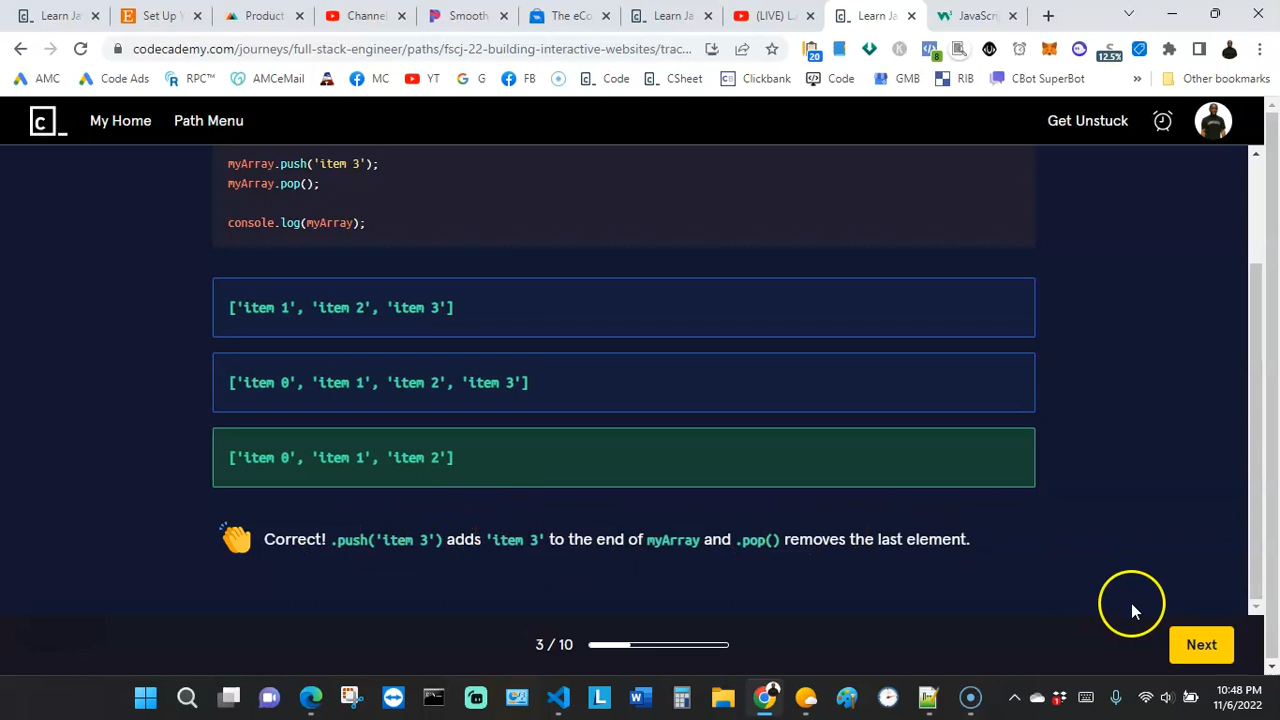 Learn Ja
Set Up Y
Product
Channel
Smooth
The eCo
Learn Ja
(LIVE) L
Learn Ja
JavaScri
codecademy.com/journeys/full-stack-engineer/paths/fscj-22-building-interactive-websites/trac...
20
8
12.5x
AMC
Code Ads
RPC™
AMCeMail
MC
YT
G
FB
Code
CSheet
Clickbank
Code
GMB
RIB
CBot SuperBot
»
Other bookmarks
My Home
Path Menu
Get Unstuck
myArray.push('item 3');
myArray.pop();
console.log(myArray);
['item 1', 'item 2', 'item 3']
['item 0', 'item 1', 'item 2', 'item 3']
['item 0', 'item 1', 'item 2']
Correct! .push('item 3') adds 'item 3' to the end of myArray and .pop() removes the last element.
3 / 10
Next
10:48 PM
11/6/2022